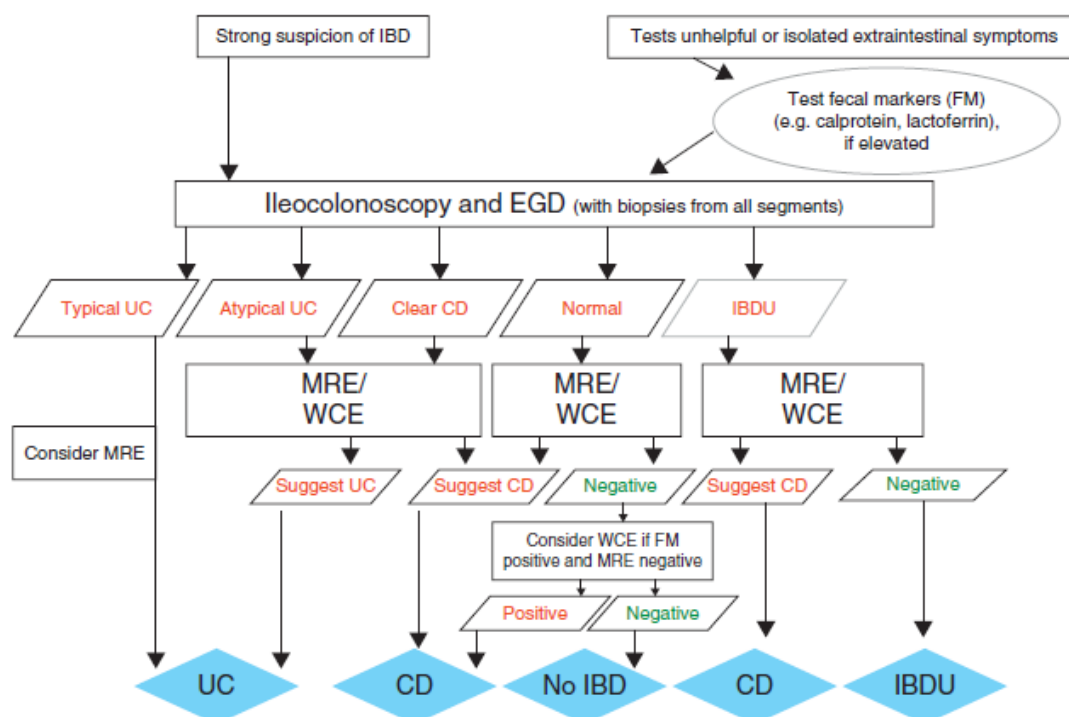 Strong suspicion of IBD
Tests unhelpful or isolated extraintestinal symptoms
Test fecal markers (FM)
(e.g. calprotein, lactoferrin),
if elevated
Ileocolonoscopy and EGD (with biopsies from all segments)
Typical UC
Atypical UC
Clear CD
Normal
IBDU
MRE/
WCE
MRE/
WCE
MRE/
WCE
Consider MRE
Suggest UC
Suggest CD
Negative
Suggest CD
Negative
Consider WCE if FM
positive and MRE negative
Positive
Negative
UC
CD
No IBD
CD
IBDU